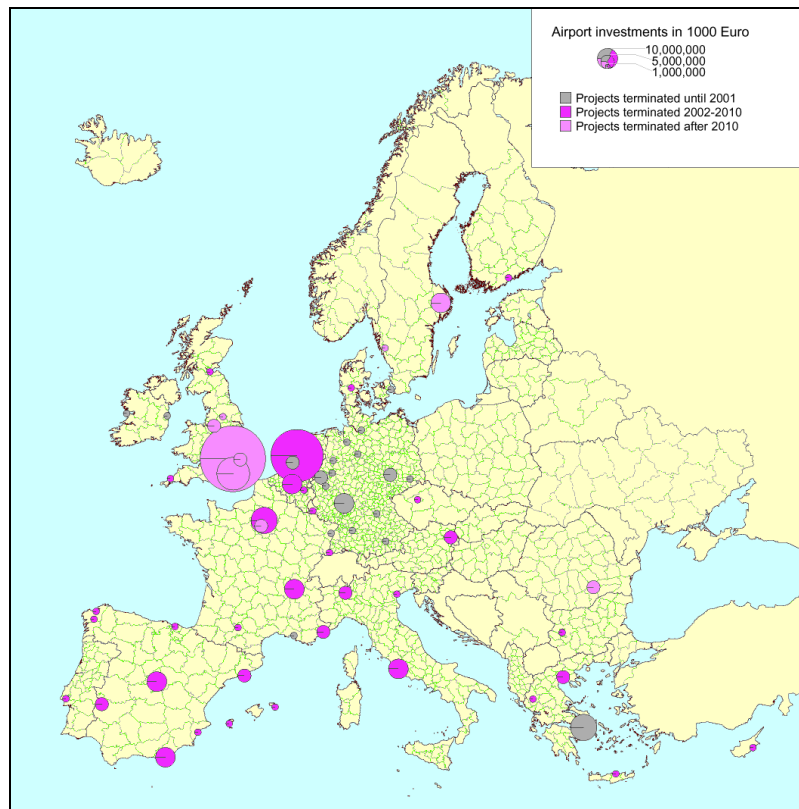 Airport investments in 1000 Euro
10,000,000
5,000,000
1,000,000
Projects terminated until 2001
Projects terminated 2002-2010
Projects terminated after 2010